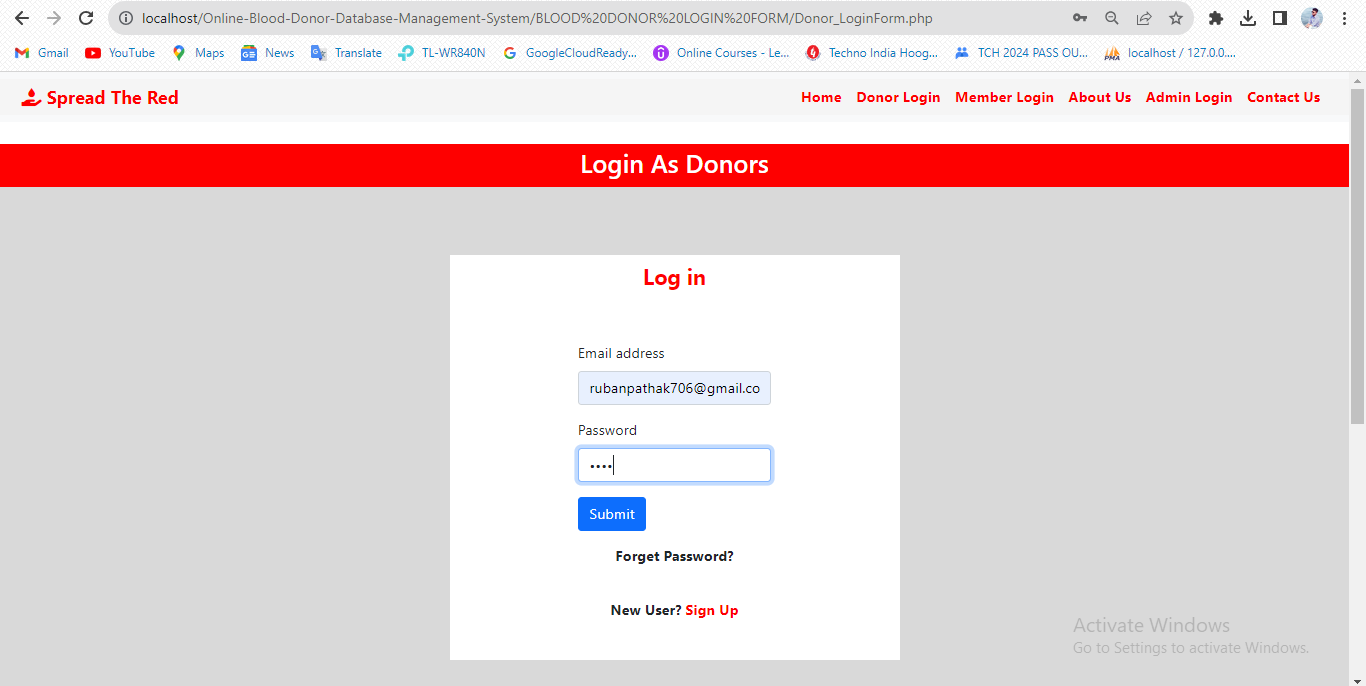 localhost/Online-Blood-Donor-Database-Management-System/BLOOD%20DONOR%20LOGIN%20FORM/Donor_LoginForm.php
Gmail YouTube Maps News Translate TL-WR840N GoogleCloudReady... Online Courses - Le... Techno India Hoog... TCH 2024 PASS OU... PMA localhost / 127.0.0....
Spread The Red Home Donor Login Member Login About Us Admin Login Contact Us
Login As Donors
Log in
Email address
rubanpathak706@gmail.co
Password
••••
Submit
Forget Password?
New User? Sign Up
Activate Windows
Go to Settings to activate Windows.